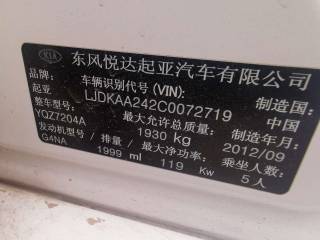 KIA 东风悦达起亚汽车有限公司
品牌: 车辆识别代号 (VIN): 制造国:
起亚 LJDKAA242C0072719 中国
整车型号: 最大允许总质量: 制造年月:
YQZ7204A 1930 kg 2012/09
发动机型号/ 排量 / 最大净功率: 乘坐人数:
G4NA 1999 ml 119 Kw 5人